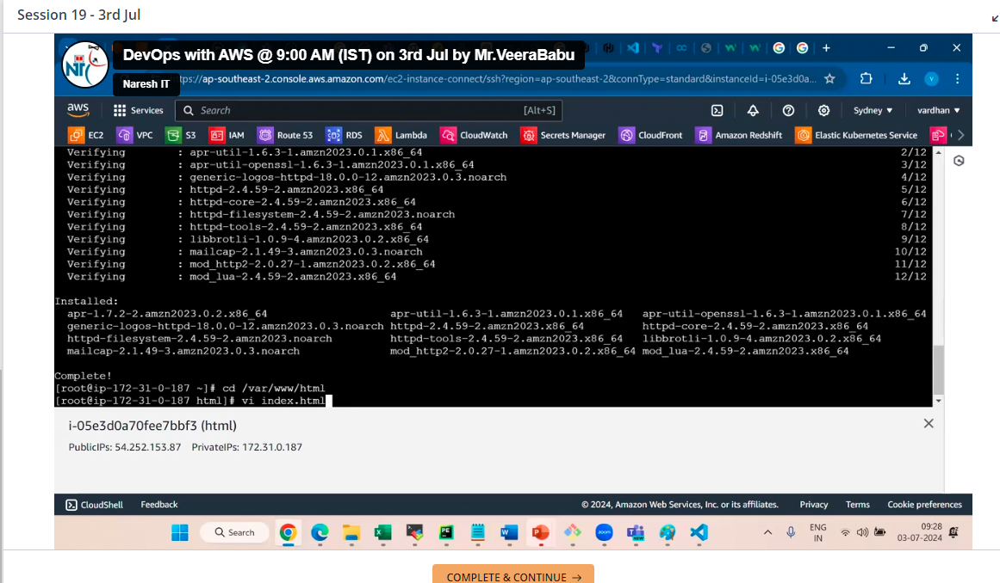 Session 19 - 3rd Jul
DevOps with AWS @ 9:00 AM (IST) on 3rd Jul by Mr.VeeraBabu
Naresh IT
ps://ap-southeast-2.console.aws.amazon.com/ec2-instance-connect/ssh?region=ap-southeast-2&connType=standard&instanceId=i-05e3d0a...
aws
Services
Search
[Alt+S]
Sydney
vardhan
EC2 VPC S3 IAM Route 53 RDS Lambda CloudWatch Secrets Manager CloudFront Amazon Redshift Elastic Kubernetes Service
Verifying : apr-util-1.6.3-1.amzn2023.0.1.x86_64 2/12
Verifying : apr-util-openssl-1.6.3-1.amzn2023.0.1.x86_64 3/12
Verifying : generic-logos-httpd-18.0.0-12.amzn2023.0.3.noarch 4/12
Verifying : httpd-2.4.59-2.amzn2023.x86_64 5/12
Verifying : httpd-core-2.4.59-2.amzn2023.x86_64 6/12
Verifying : httpd-filesystem-2.4.59-2.amzn2023.noarch 7/12
Verifying : httpd-tools-2.4.59-2.amzn2023.x86_64 8/12
Verifying : libbrotli-1.0.9-4.amzn2023.0.2.x86_64 9/12
Verifying : mailcap-2.1.49-3.amzn2023.0.3.noarch 10/12
Verifying : mod_http2-2.0.27-1.amzn2023.0.2.x86_64 11/12
Verifying : mod_lua-2.4.59-2.amzn2023.x86_64 12/12
Installed:
apr-1.7.2-2.amzn2023.0.2.x86_64 apr-util-1.6.3-1.amzn2023.0.1.x86_64 apr-util-openssl-1.6.3-1.amzn2023.0.1.x86_64
generic-logos-httpd-18.0.0-12.amzn2023.0.3.noarch httpd-2.4.59-2.amzn2023.x86_64 httpd-core-2.4.59-2.amzn2023.x86_64
httpd-filesystem-2.4.59-2.amzn2023.noarch httpd-tools-2.4.59-2.amzn2023.x86_64 libbrotli-1.0.9-4.amzn2023.0.2.x86_64
mailcap-2.1.49-3.amzn2023.0.3.noarch mod_http2-2.0.27-1.amzn2023.0.2.x86_64 mod_lua-2.4.59-2.amzn2023.x86_64
Complete!
[root@ip-172-31-0-187 ~]# cd /var/www/html
[root@ip-172-31-0-187 html]# vi index.html
i-05e3d0a70fee7bbf3 (html)
PublicIPs: 54.252.153.87 PrivateIPs: 172.31.0.187
CloudShell Feedback © 2024, Amazon Web Services, Inc. or its affiliates. Privacy Terms Cookie preferences
Search
ENG
IN
09:28
03-07-2024
COMPLETE & CONTINUE →